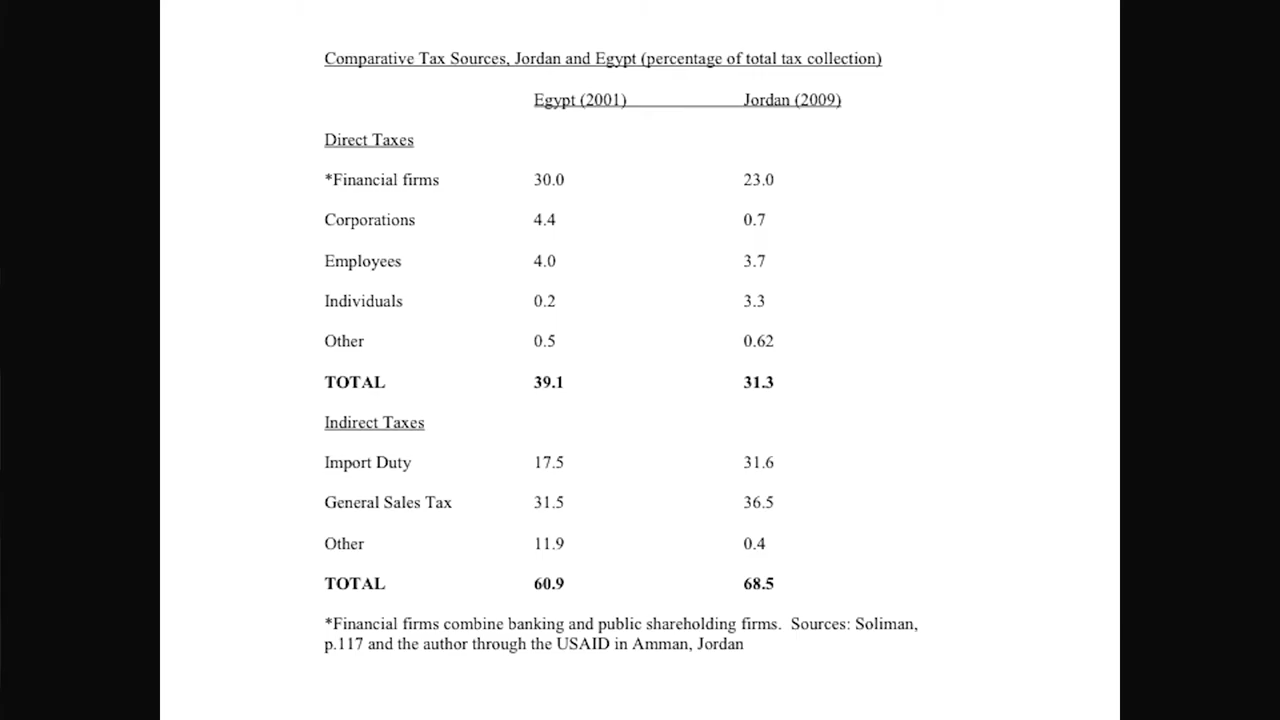 Comparative Tax Sources, Jordan and Egypt (percentage of total tax collection)
Egypt (2001) Jordan (2009)
Direct Taxes
*Financial firms 30.0 23.0
Corporations 4.4 0.7
Employees 4.0 3.7
Individuals 0.2 3.3
Other 0.5 0.62
TOTAL 39.1 31.3
Indirect Taxes
Import Duty 17.5 31.6
General Sales Tax 31.5 36.5
Other 11.9 0.4
TOTAL 60.9 68.5
*Financial firms combine banking and public shareholding firms. Sources: Soliman,
p.117 and the author through the USAID in Amman, Jordan